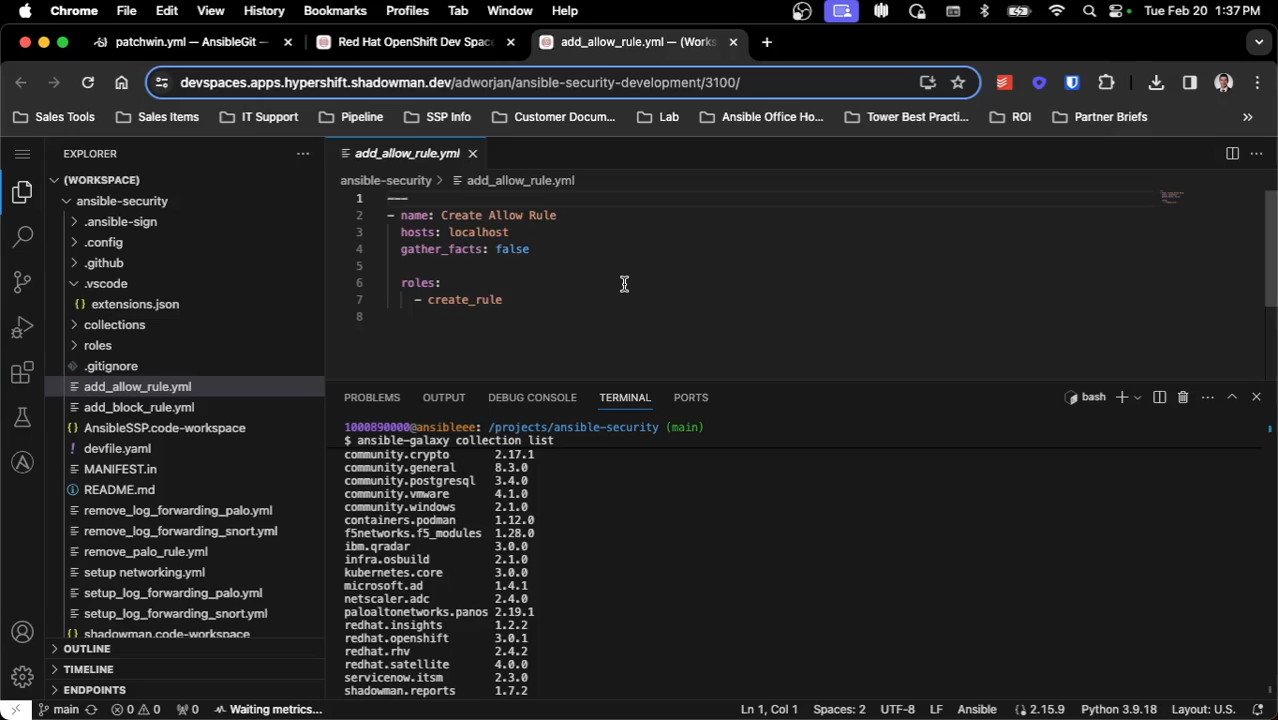 Chrome File Edit View History Bookmarks Profiles Tab Window Help Tue Feb 20 1:37 PM
patchwin.yml — AnsibleGit — Red Hat OpenShift Dev Space add_allow_rule.yml — (Works
devspaces.apps.hypershift.shadowman.dev/adworjan/ansible-security-development/3100/
Sales Tools Sales Items IT Support Pipeline SSP Info Customer Docum... Lab Ansible Office Ho... Tower Best Practi... ROI Partner Briefs
EXPLORER
(WORKSPACE)
ansible-security
.ansible-sign
.config
.github
.vscode
extensions.json
collections
roles
.gitignore
add_allow_rule.yml
add_block_rule.yml
AnsibleSSP.code-workspace
devfile.yaml
MANIFEST.in
README.md
remove_log_forwarding_palo.yml
remove_log_forwarding_snort.yml
remove_palo_rule.yml
setup networking.yml
setup_log_forwarding_palo.yml
setup_log_forwarding_snort.yml
shadowman.code-workspace
OUTLINE
TIMELINE
ENDPOINTS
add_allow_rule.yml
ansible-security > add_allow_rule.yml
1 ---
2 - name: Create Allow Rule
3 hosts: localhost
4 gather_facts: false
5
6 roles:
7 - create_rule
8
PROBLEMS OUTPUT DEBUG CONSOLE TERMINAL PORTS bash
1000890000@ansibleee: /projects/ansible-security (main)
$ ansible-galaxy collection list
community.crypto 2.17.1
community.general 8.3.0
community.postgresql 3.4.0
community.vmware 4.1.0
community.windows 2.1.0
containers.podman 1.12.0
f5networks.f5_modules 1.28.0
ibm.qradar 3.0.0
infra.osbuild 2.1.0
kubernetes.core 3.0.0
microsoft.ad 1.4.1
netscaler.adc 2.4.0
paloaltonetworks.panos 2.19.1
redhat.insights 1.2.2
redhat.openshift 3.0.1
redhat.rhv 2.4.2
redhat.satellite 4.0.0
servicenow.itsm 2.3.0
shadowman.reports 1.7.2
main 0 0 0 Waiting metrics... Ln 1, Col 1 Spaces: 2 UTF-8 LF Ansible 2.15.9 Python 3.9.18 Layout: U.S.